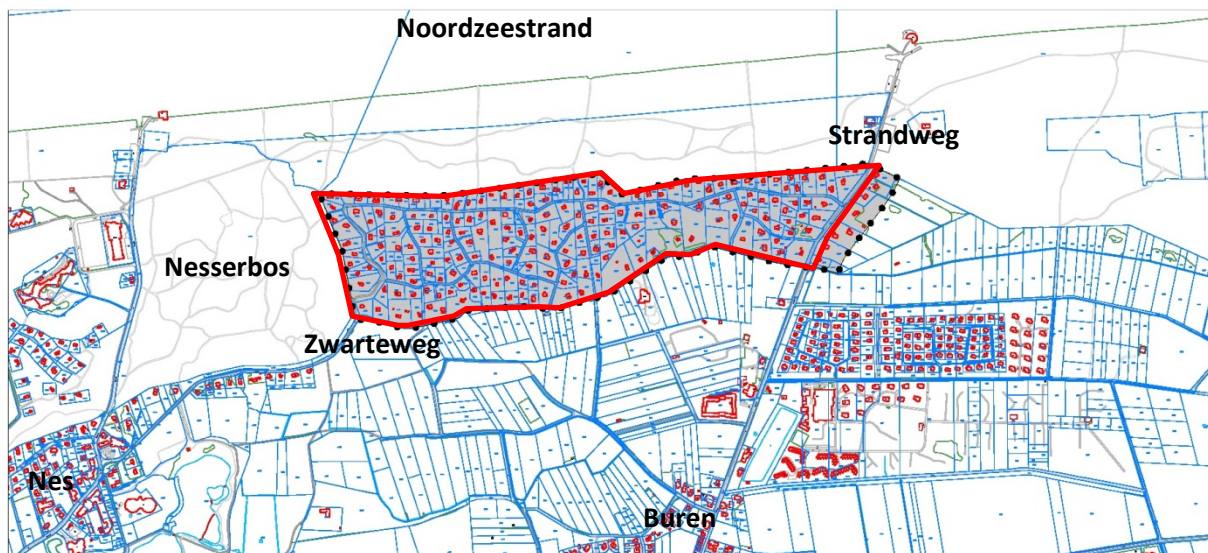 Noordzeestrand
Strandweg
Nesserbos
Zwarteweg
Nes
Buren